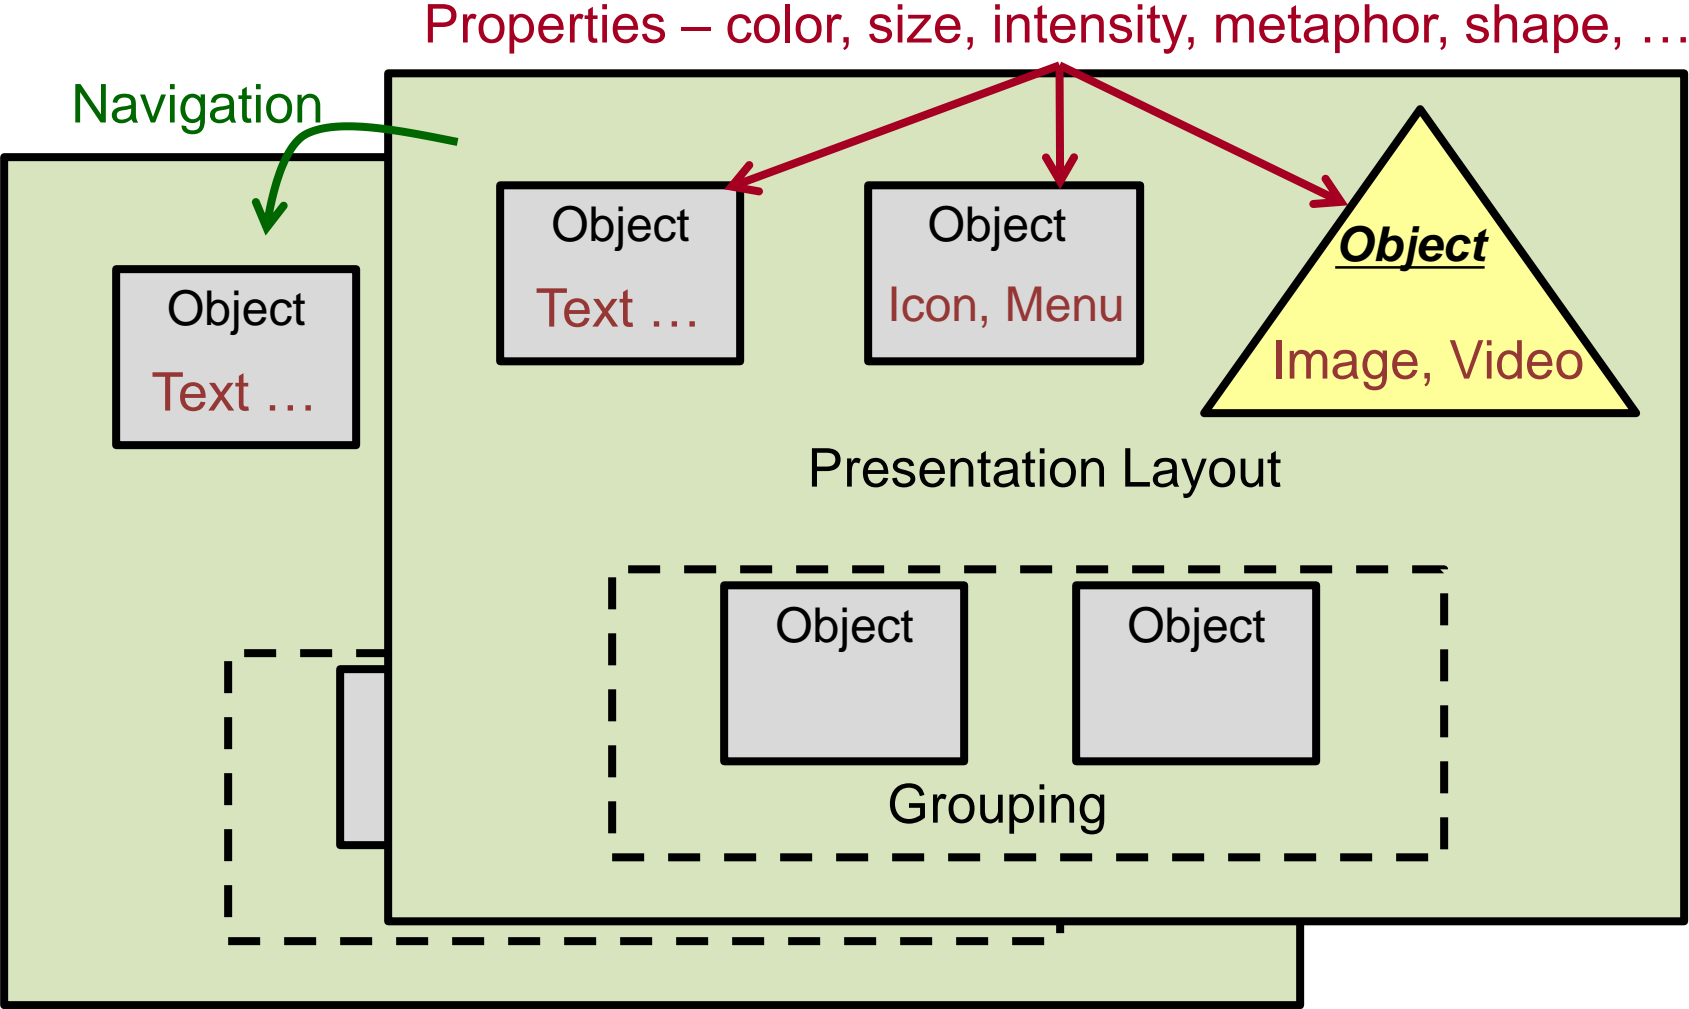 Properties – color, size, intensity, metaphor, shape, …
Navigation
Object
Text …
Object
Icon, Menu
Object
Image, Video
Object
Text …
Presentation Layout
Object
Object
Grouping